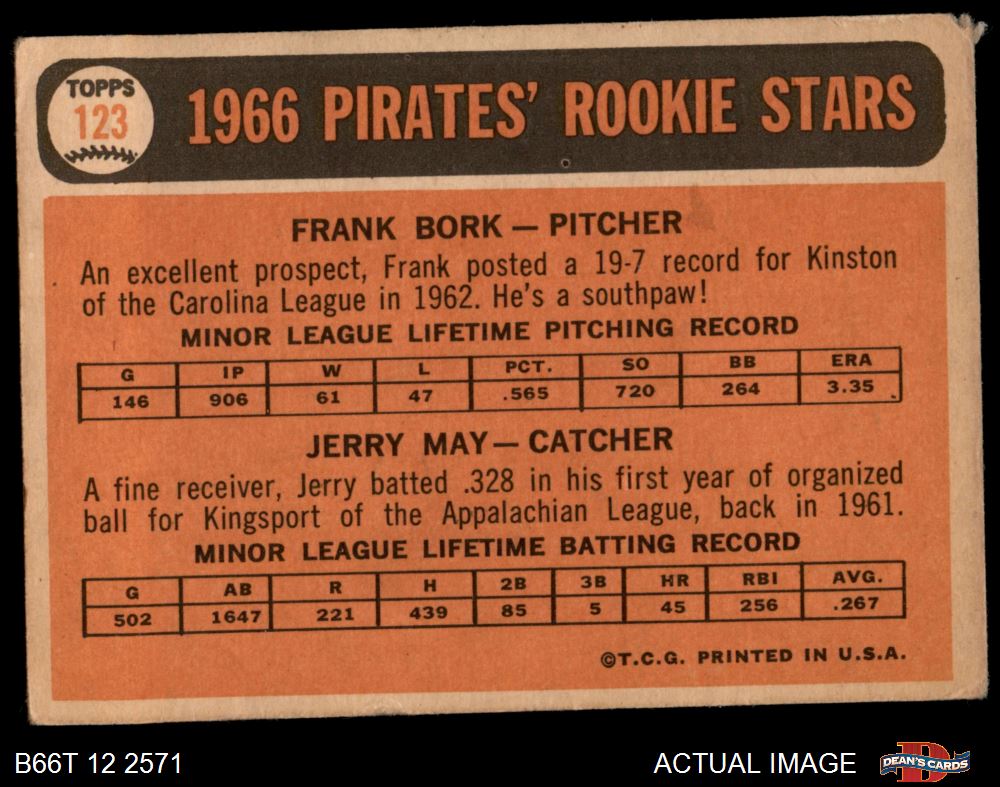 TOPPS
123
1966 PIRATES' ROOKIE STARS
FRANK BORK — PITCHER
An excellent prospect, Frank posted a 19-7 record for Kinston
of the Carolina League in 1962. He's a southpaw!
MINOR LEAGUE LIFETIME PITCHING RECORD
G IP W L PCT. SO BB ERA
146 906 61 47 .565 720 264 3.35
JERRY MAY — CATCHER
A fine receiver, Jerry batted .328 in his first year of organized
ball for Kingsport of the Appalachian League, back in 1961.
MINOR LEAGUE LIFETIME BATTING RECORD
G AB R H 2B 3B HR RBI AVG.
502 1647 221 439 85 5 45 256 .267
©T.C.G. PRINTED IN U.S.A.
B66T 12 2571
ACTUAL IMAGE
DEAN'S CARDS